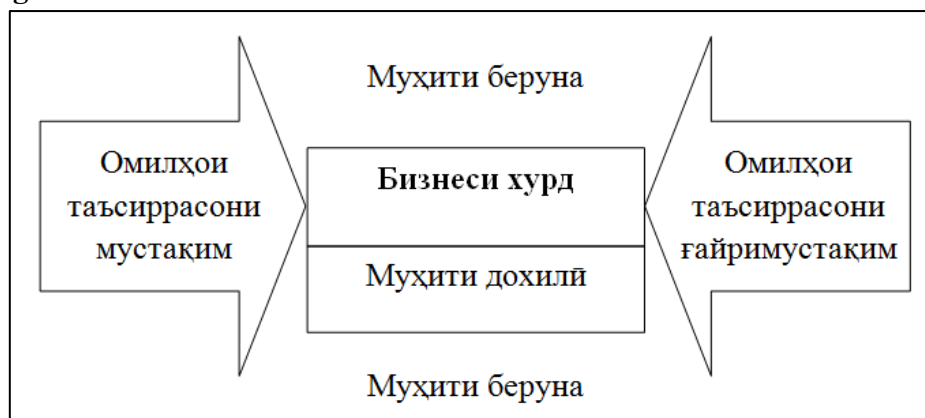 Муҳити беруна
Омилҳои
таъсиррасони
мустақим
Бизнеси хурд
Муҳити дохилӣ
Омилҳои
таъсиррасони
ғайримустақим
Муҳити беруна